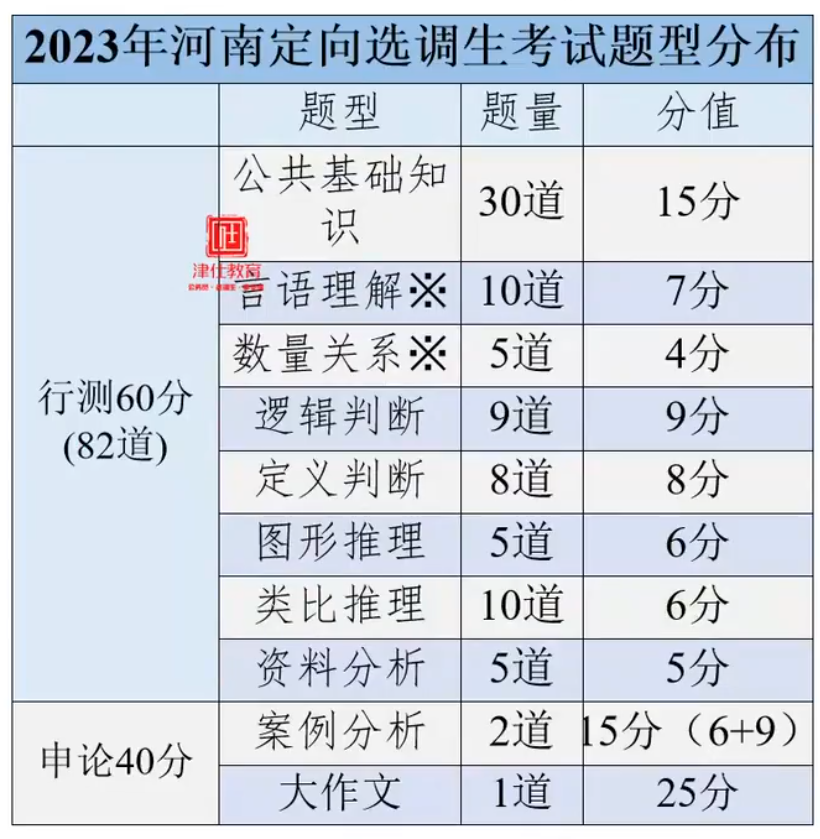 2023年河南定向选调生考试题型分布
题型 题量 分值
行测60分
(82道)
公共基础知
识
30道 15分
津仕教育
言语理解※ 10道 7分
数量关系※ 5道 4分
逻辑判断 9道 9分
定义判断 8道 8分
图形推理 5道 6分
类比推理 10道 6分
资料分析 5道 5分
申论40分
案例分析 2道 15分（6+9）
大作文 1道 25分